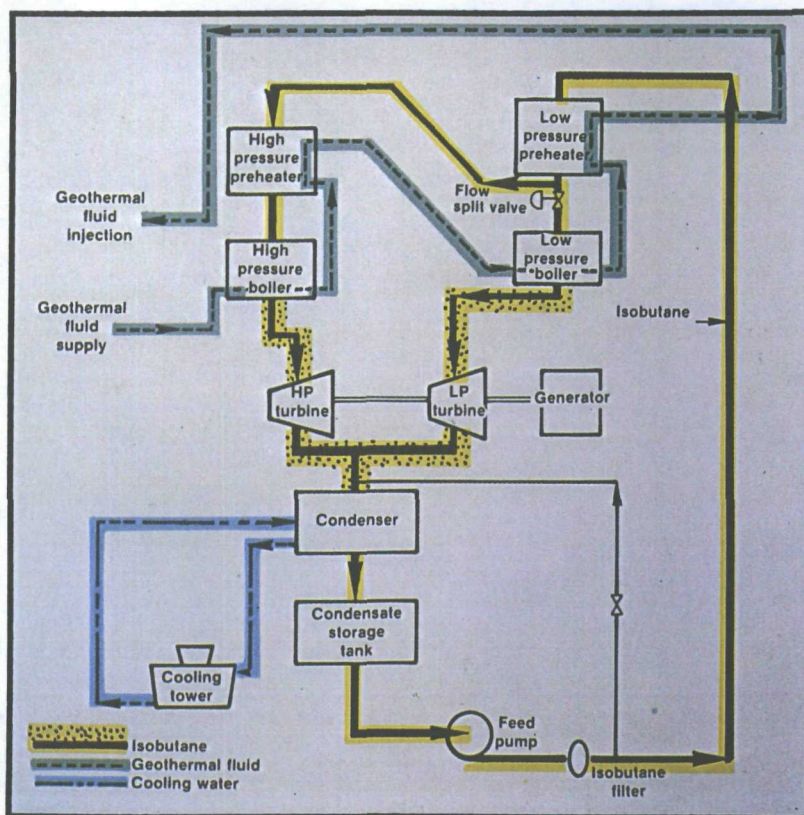 High
pressure
preheater
Low
pressure
preheater
Geothermal
fluid
injection
Flow
split valve
High
pressure
boiler
Low
pressure
boiler
Geothermal
fluid
supply
Isobutane
HP
turbine
LP
turbine
Generator
Condenser
Condensate
storage
tank
Cooling
tower
Feed
pump
Isobutane
filter
Isobutane
Geothermal fluid
Cooling water